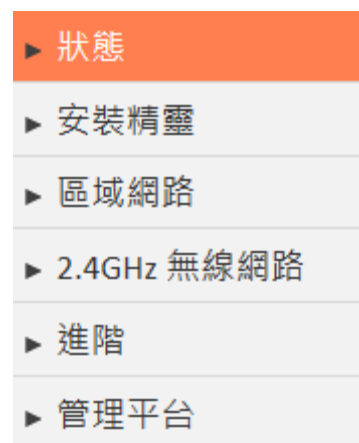 狀態
安裝精靈
區域網路
2.4GHz 無線網路
進階
管理平台